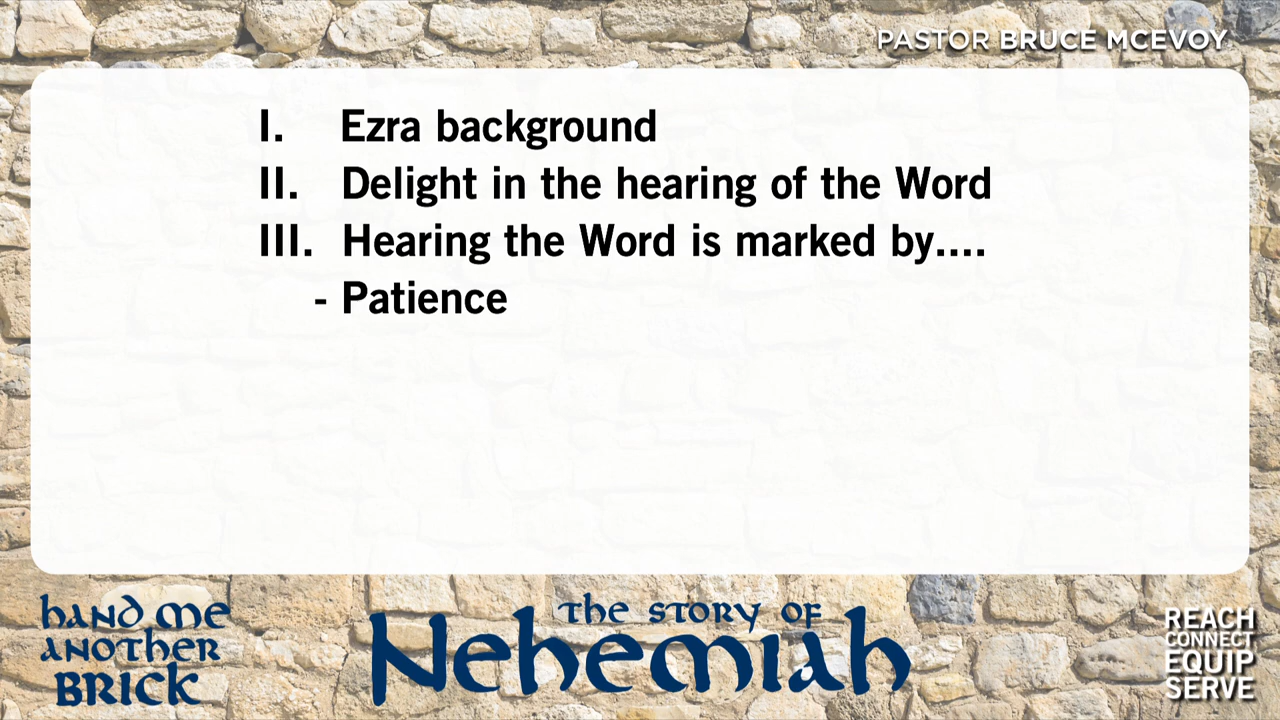 PASTOR BRUCE MCEVOY
I. Ezra background
II. Delight in the hearing of the Word
III. Hearing the Word is marked by....
- Patience
hand me
another
BRICK
the story of
Nehemiah
REACH
CONNECT
EQUIP
SERVE